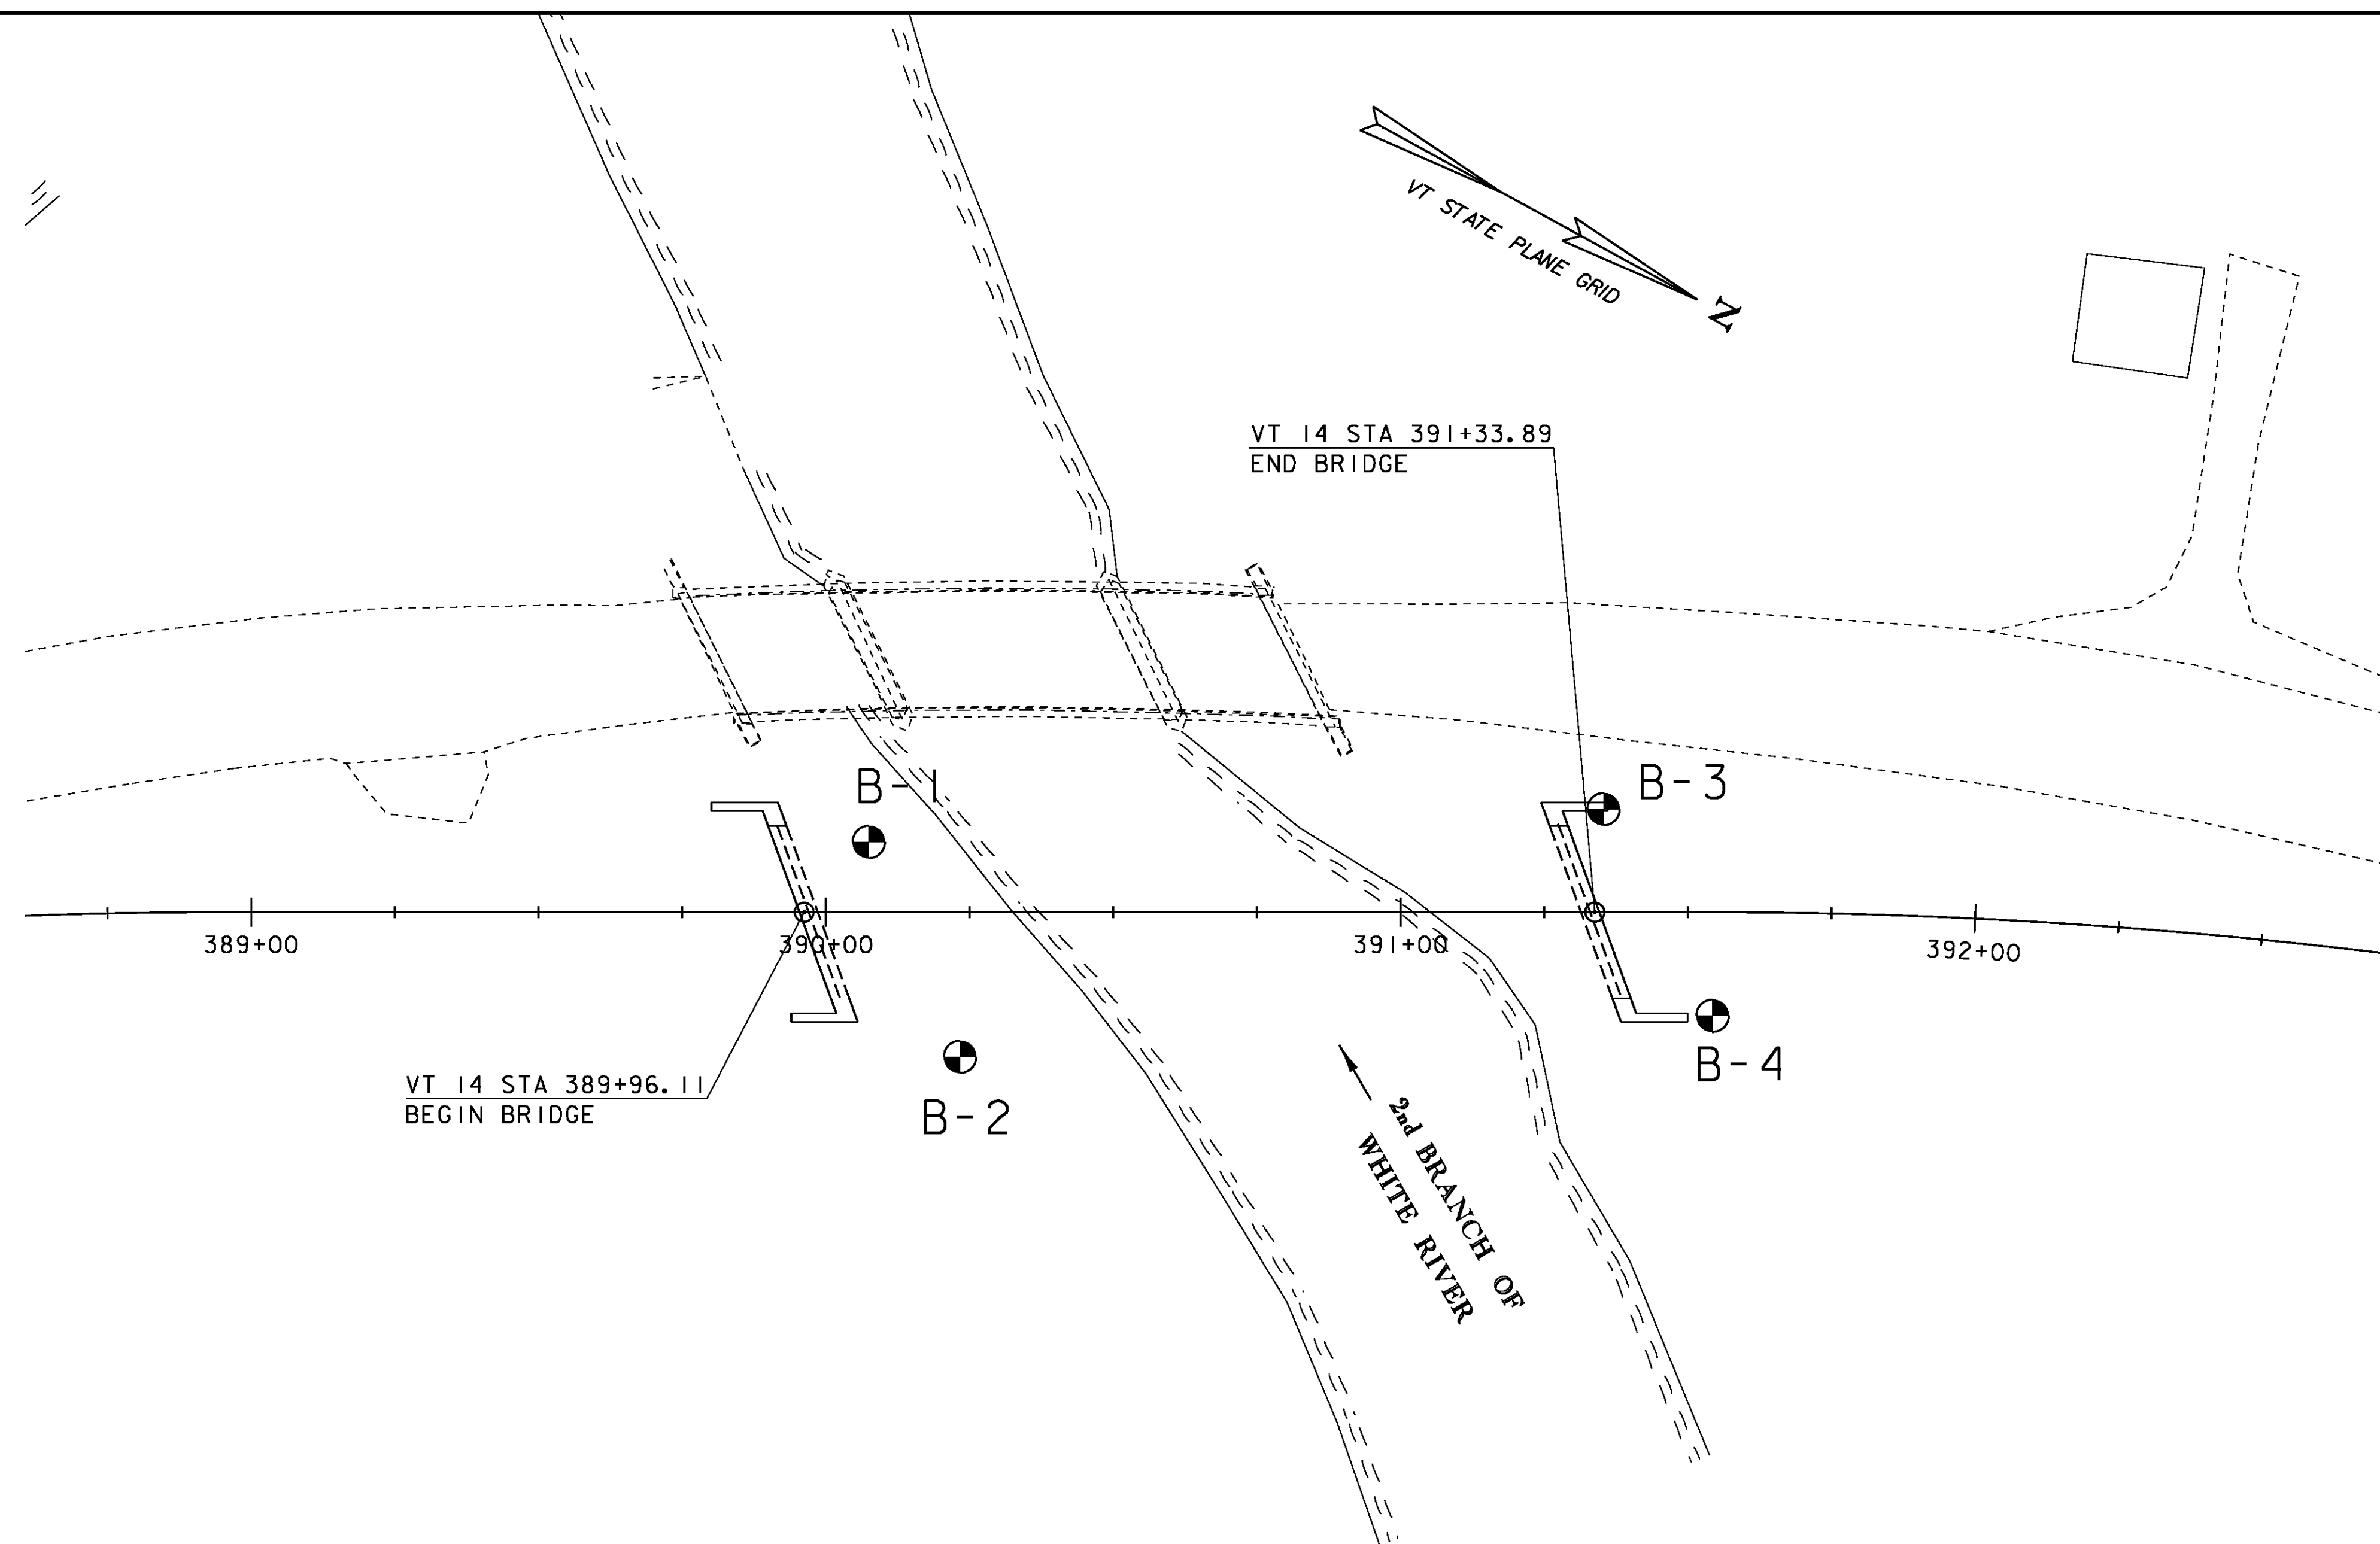 VT STATE PLANE GRID
N
VT 14 STA 391+33.89
END BRIDGE
B-1
B-3
389+00
390+00
391+00
392+00
B-4
VT 14 STA 389+96.11
BEGIN BRIDGE
B-2
2nd BRANCH OF
WHITE RIVER